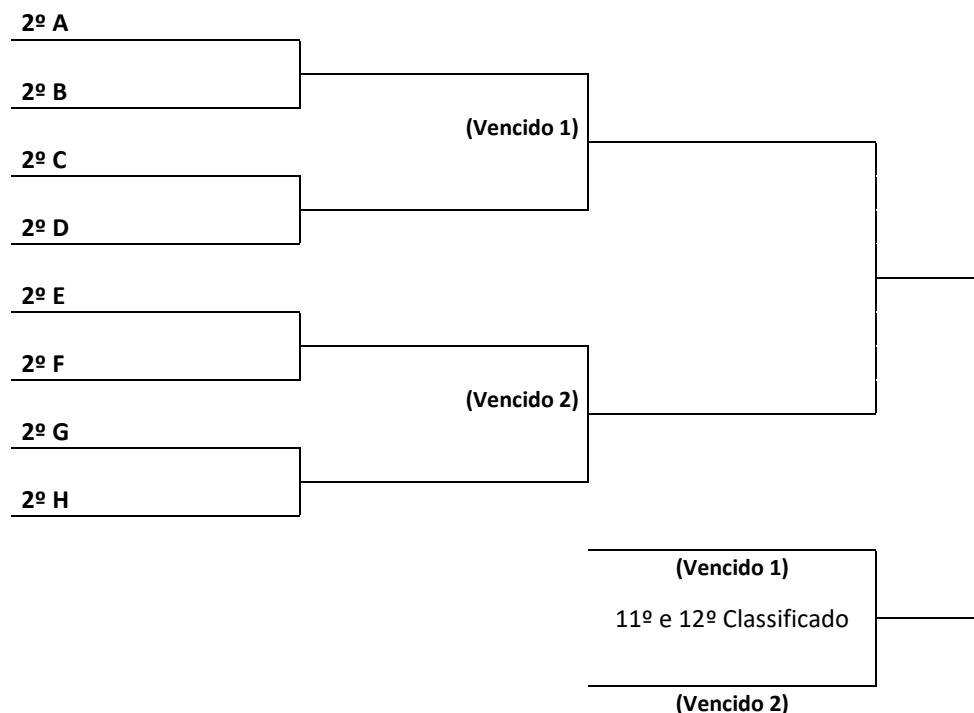 2º A
2º B
(Vencido 1)
2º C
2º D
2º E
2º F
(Vencido 2)
2º G
2º H
(Vencido 1)
11º e 12º Classificado
(Vencido 2)